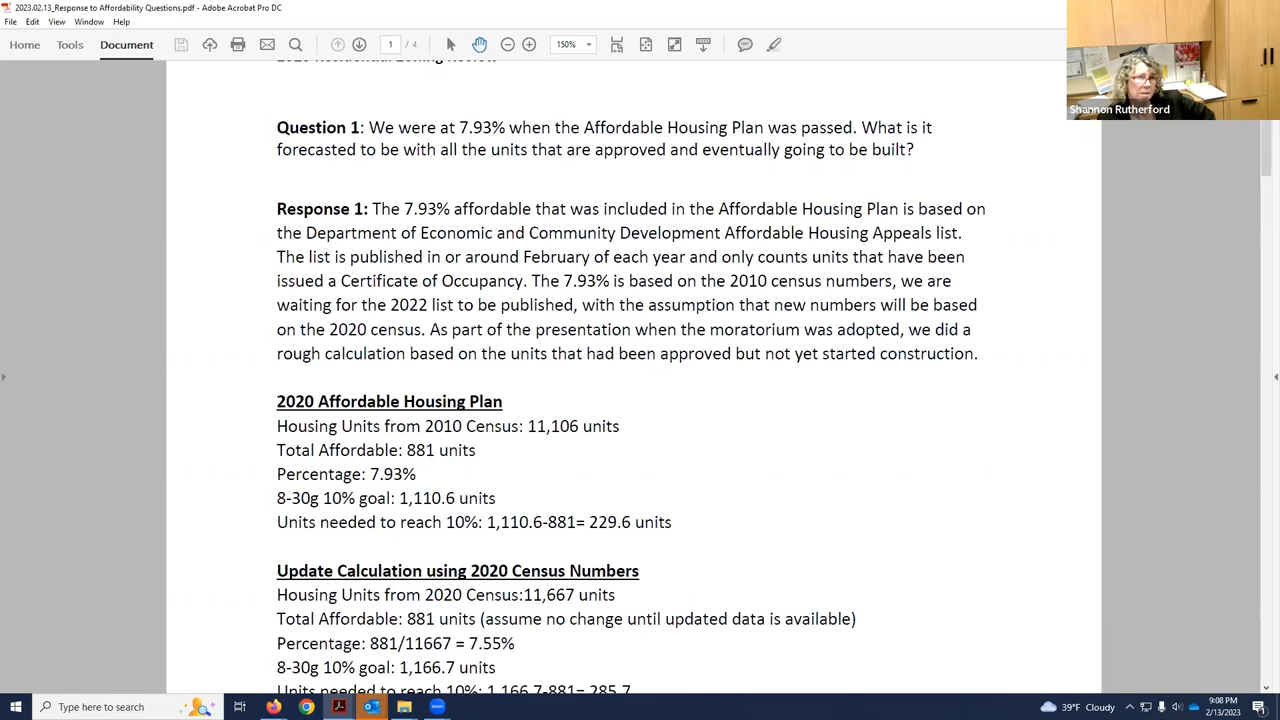 2023.02.13_Response to Affordability Questions.pdf - Adobe Acrobat Pro DC
File Edit View Window Help
Home Tools Document 1 / 4 150%
Shannon Rutherford
Question 1: We were at 7.93% when the Affordable Housing Plan was passed. What is it
forecasted to be with all the units that are approved and eventually going to be built?
Response 1: The 7.93% affordable that was included in the Affordable Housing Plan is based on
the Department of Economic and Community Development Affordable Housing Appeals list.
The list is published in or around February of each year and only counts units that have been
issued a Certificate of Occupancy. The 7.93% is based on the 2010 census numbers, we are
waiting for the 2022 list to be published, with the assumption that new numbers will be based
on the 2020 census. As part of the presentation when the moratorium was adopted, we did a
rough calculation based on the units that had been approved but not yet started construction.
2020 Affordable Housing Plan
Housing Units from 2010 Census: 11,106 units
Total Affordable: 881 units
Percentage: 7.93%
8-30g 10% goal: 1,110.6 units
Units needed to reach 10%: 1,110.6-881= 229.6 units
Update Calculation using 2020 Census Numbers
Housing Units from 2020 Census:11,667 units
Total Affordable: 881 units (assume no change until updated data is available)
Percentage: 881/11667 = 7.55%
8-30g 10% goal: 1,166.7 units
Units needed to reach 10%: 1,166.7-881= 285.7
Type here to search
zoom
39°F Cloudy
9:08 PM
2/13/2023